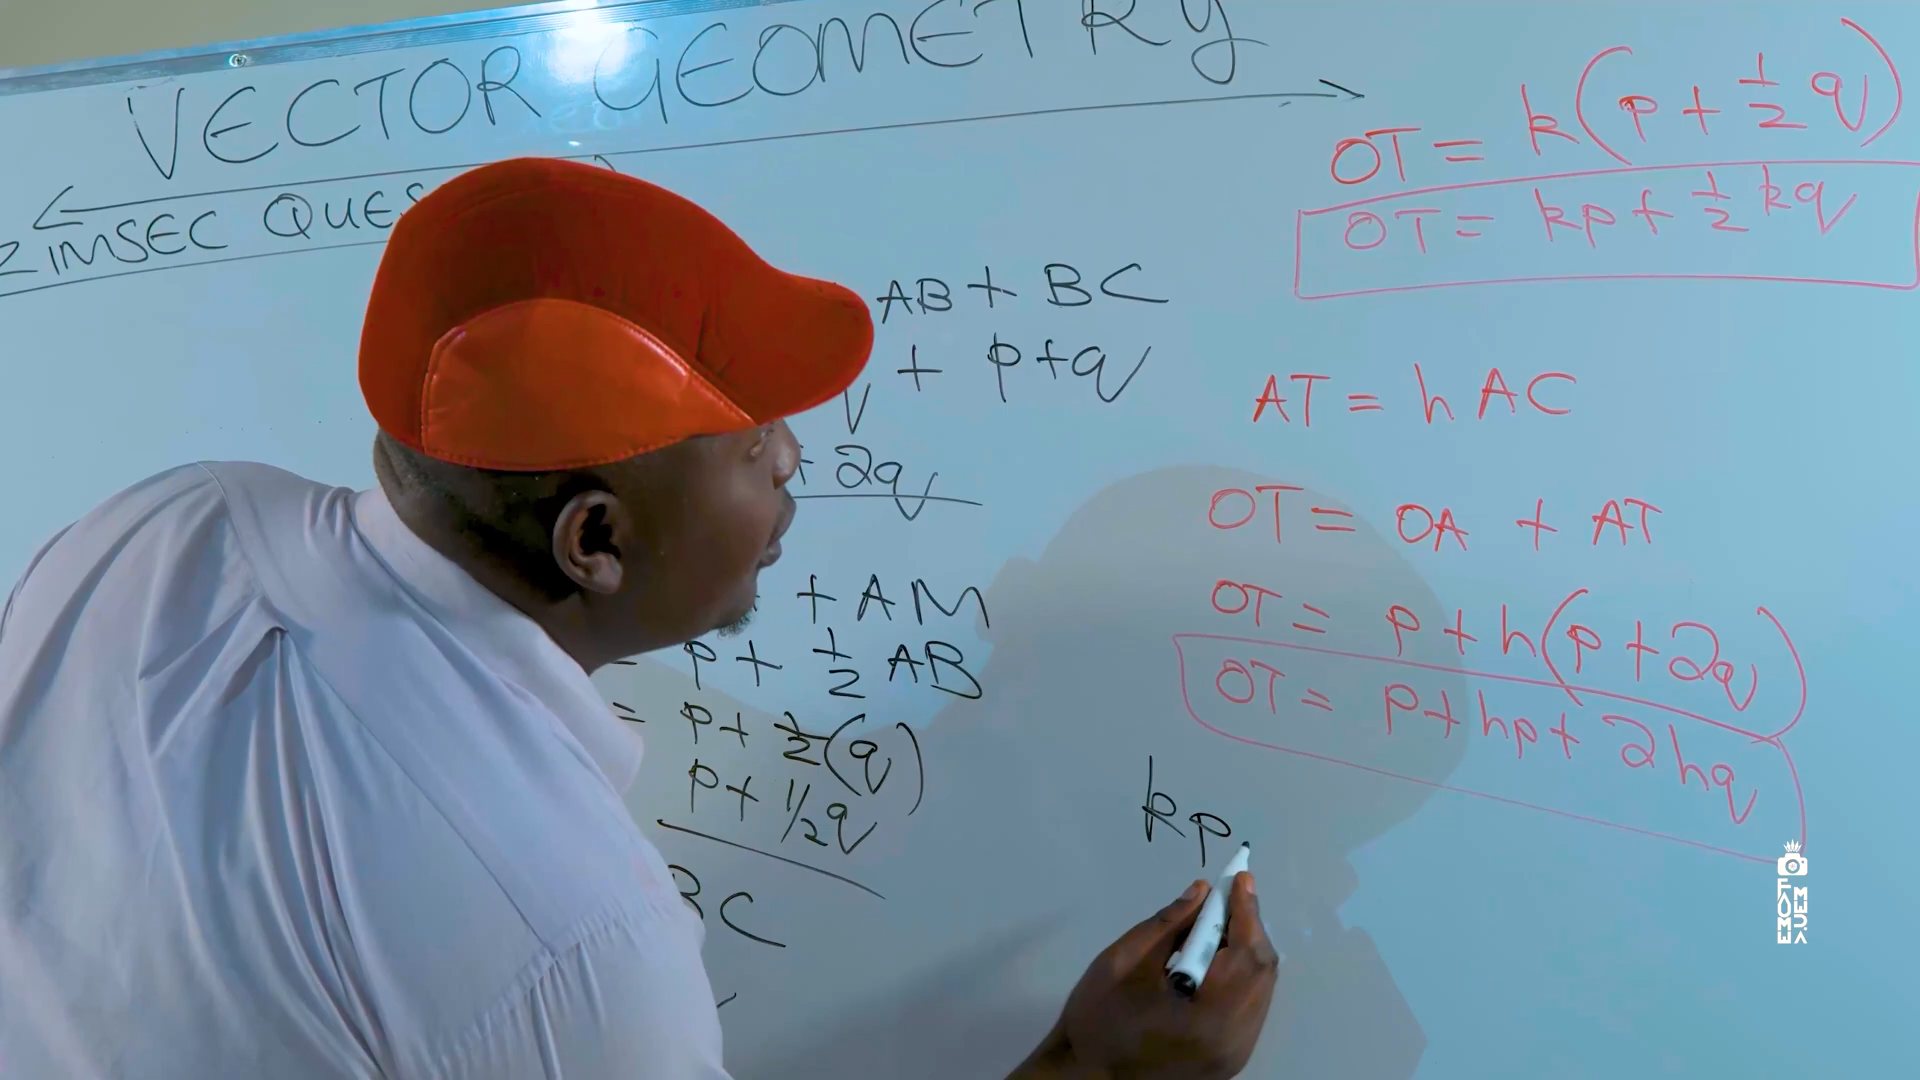 VECTOR GEOMETRY
ZIMSEC QUES
AB + BC
+ p+q
+ 2q
+ AM
= p + 1/2 AB
= p + 1/2 (q)
p + 1/2 q
BC
OT = k(p + 1/2 q)
OT = kp + 1/2 kq
AT = hAC
OT = OA + AT
OT = p + h(p + 2q)
OT = p + hp + 2hq
kp